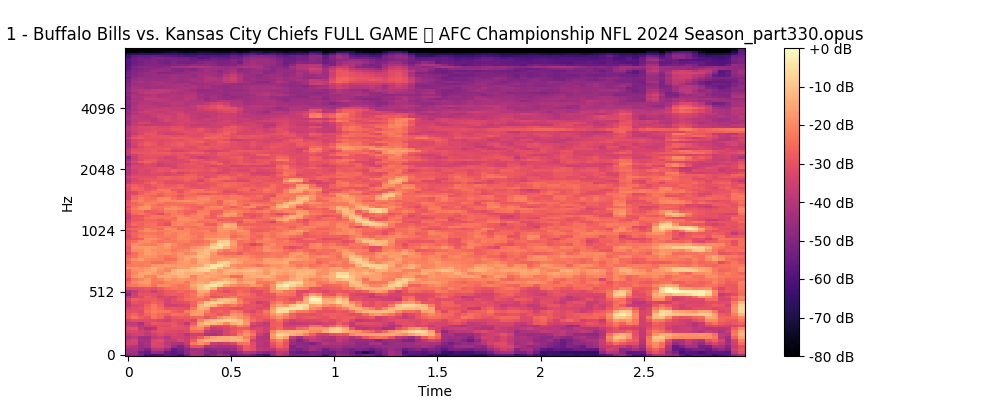 1 - Buffalo Bills vs. Kansas City Chiefs FULL GAME ▯ AFC Championship NFL 2024 Season_part330.opus
+0 dB
-10 dB
-20 dB
-30 dB
-40 dB
-50 dB
-60 dB
-70 dB
-80 dB
4096
2048
1024
512
0
Hz
0
0.5
1
1.5
2
2.5
Time